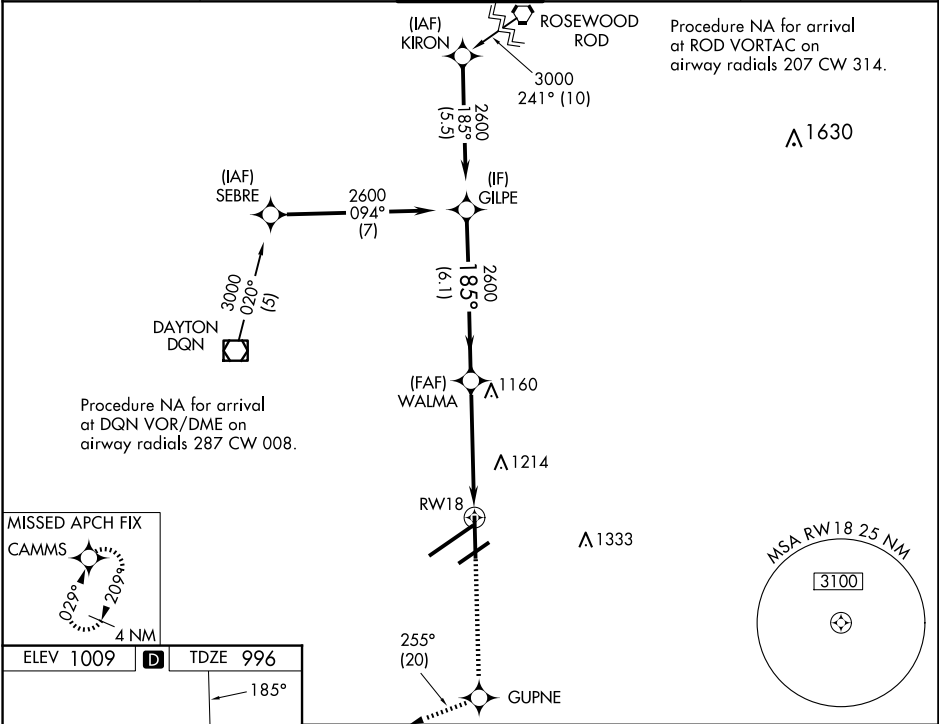 (IAF)
KIRON
ROSEWOOD
ROD
Procedure NA for arrival
at ROD VORTAC on
airway radials 207 CW 314.
3000
241° (10)
2600
185°
(5.5)
1630
(IAF)
SEBRE
2600
094°
(7)
(IF)
GILPE
3000
020°
(5)
2600
185°
(6.1)
DAYTON
DQN
(FAF)
WALMA
1160
Procedure NA for arrival
at DQN VOR/DME on
airway radials 287 CW 008.
1214
RW18
1333
MISSED APCH FIX
CAMMS
029°
209°
4 NM
MSA RW18 25 NM
3100
ELEV 1009 D TDZE 996
185°
255°
(20)
GUPNE